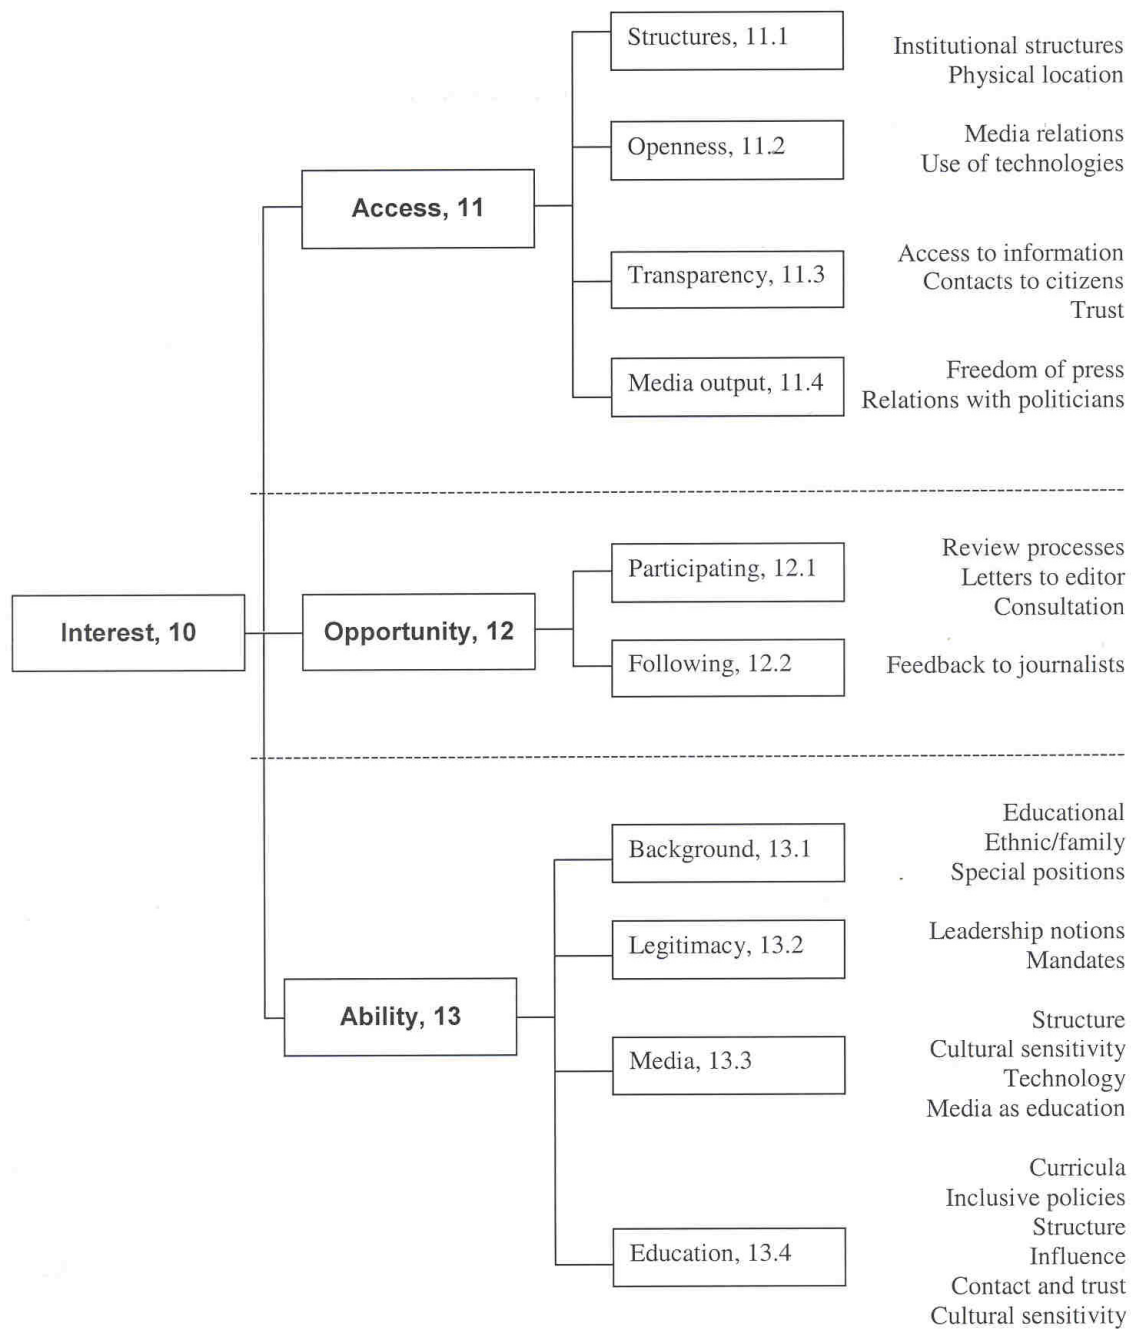 Structures, 11.1
Institutional structures
Physical location
Openness, 11.2
Media relations
Use of technologies
Access, 11
Transparency, 11.3
Access to information
Contacts to citizens
Trust
Media output, 11.4
Freedom of press
Relations with politicians
Interest, 10
Opportunity, 12
Participating, 12.1
Review processes
Letters to editor
Consultation
Following, 12.2
Feedback to journalists
Background, 13.1
Educational
Ethnic/family
Special positions
Legitimacy, 13.2
Leadership notions
Mandates
Ability, 13
Media, 13.3
Structure
Cultural sensitivity
Technology
Media as education
Education, 13.4
Curricula
Inclusive policies
Structure
Influence
Contact and trust
Cultural sensitivity